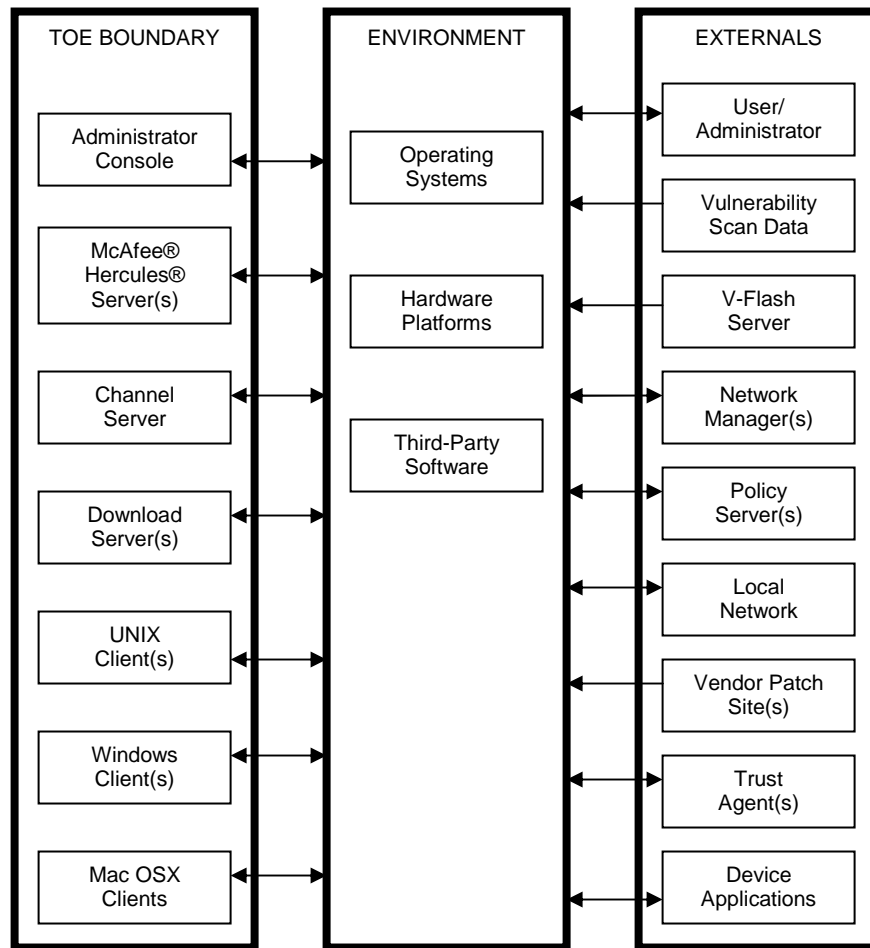 TOE BOUNDARY
Administrator
Console
McAfee®
Hercules®
Server(s)
Channel
Server
Download
Server(s)
UNIX
Client(s)
Windows
Client(s)
Mac OSX
Clients
ENVIRONMENT
Operating
Systems
Hardware
Platforms
Third-Party
Software
EXTERNALS
User/
Administrator
Vulnerability
Scan Data
V-Flash
Server
Network
Manager(s)
Policy
Server(s)
Local
Network
Vendor Patch
Site(s)
Trust
Agent(s)
Device
Applications